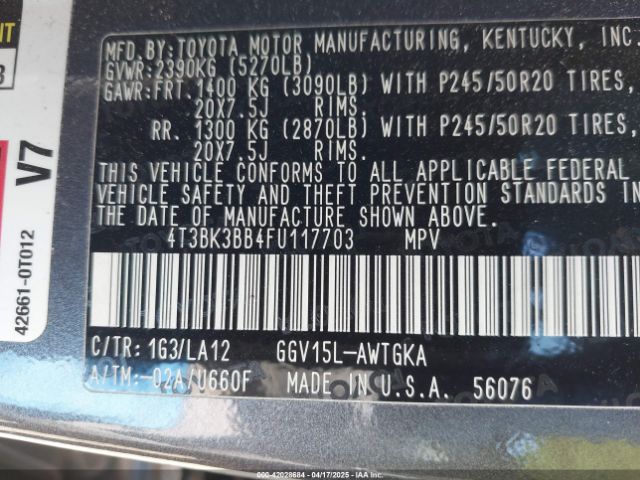 MFD.BY:TOYOTA MOTOR MANUFACTURING, KENTUCKY, INC.
GVWR:2390KG (5270LB)
GAWR:FRT.1400 KG (3090LB) WITH P245/50R20 TIRES,
20X7.5J RIMS.
RR. 1300 KG (2870LB) WITH P245/50R20 TIRES,
20X7.5J RIMS.
THIS VEHICLE CONFORMS TO ALL APPLICABLE FEDERAL
VEHICLE SAFETY AND THEFT PREVENTION STANDARDS IN
THE DATE OF MANUFACTURE SHOWN ABOVE.
4T3BK3BB4FU117703 MPV
C/TR: 1G3/LA12 GGV15L-AWTGKA
A/TM:-02A/U660F MADE IN U.S.A. 56076
V7
42661-0T012
000-42028684 - 04/17/2025 - IAAI.COM